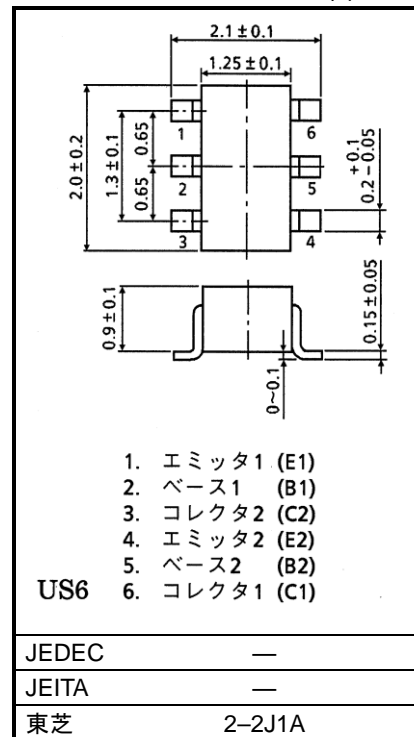 2.1±0.1
1.25±0.1
1
6
2
5
3
4
2.0±0.2
1.3±0.1
0.65
0.65
+0.1
0.2−0.05
0.9±0.1
0.15±0.05
0~0.1
1. エミッタ1 (E1)
2. ベース1 (B1)
3. コレクタ2 (C2)
4. エミッタ2 (E2)
5. ベース2 (B2)
US6 6. コレクタ1 (C1)
JEDEC —
JEITA —
東芝 2–2J1A